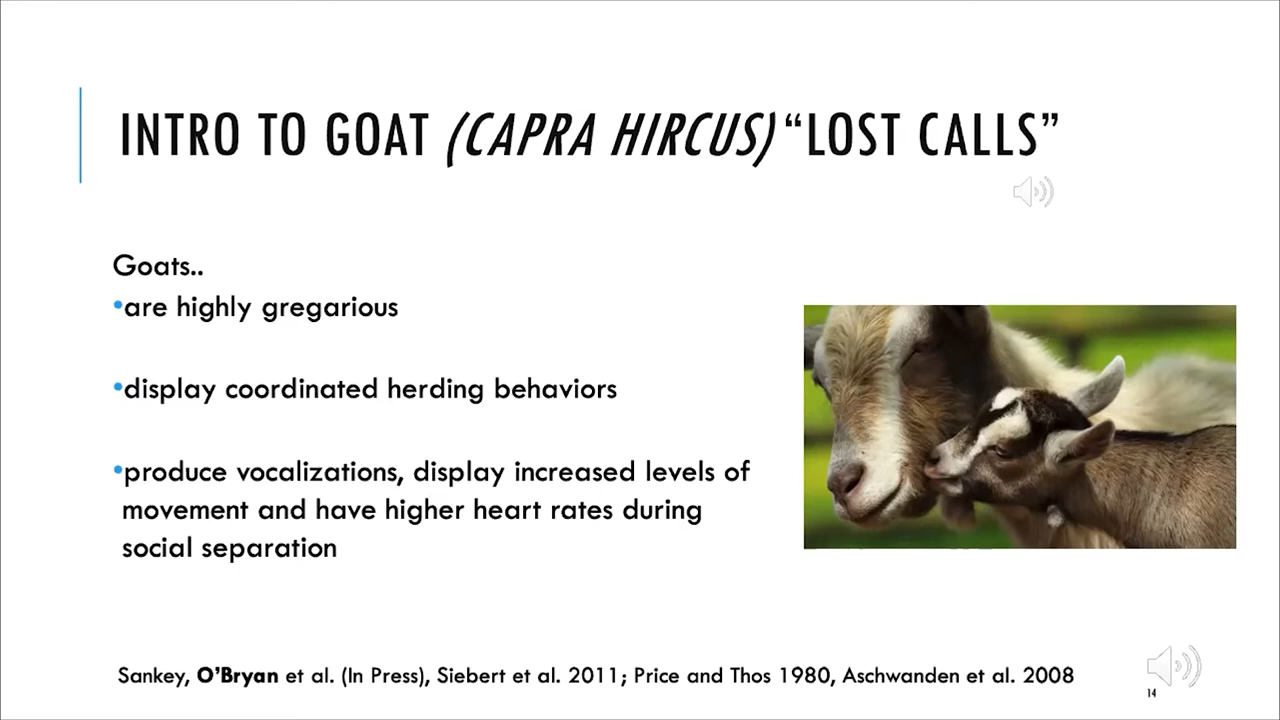 INTRO TO GOAT (CAPRA HIRCUS) “LOST CALLS”
Goats..
•are highly gregarious
•display coordinated herding behaviors
•produce vocalizations, display increased levels of
movement and have higher heart rates during
social separation
Sankey, O’Bryan et al. (In Press), Siebert et al. 2011; Price and Thos 1980, Aschwanden et al. 2008
14